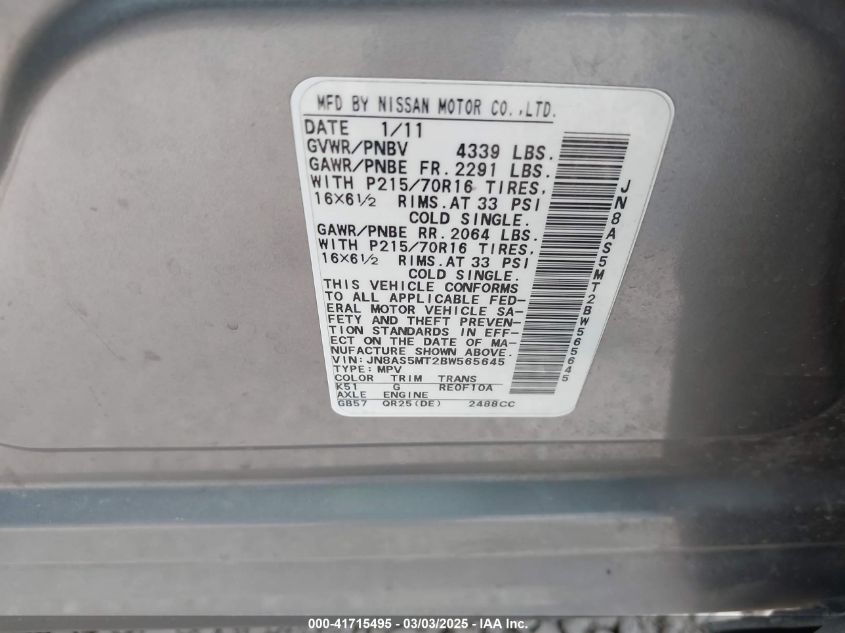 MFD BY NISSAN MOTOR CO.,LTD.
DATE 1/11
GVWR/PNBV 4339 LBS.
GAWR/PNBE FR. 2291 LBS.
WITH P215/70R16 TIRES,
16×6½ RIMS. AT 33 PSI
COLD SINGLE.
GAWR/PNBE RR. 2064 LBS.
WITH P215/70R16 TIRES,
16×6½ RIMS. AT 33 PSI
COLD SINGLE.
THIS VEHICLE CONFORMS
TO ALL APPLICABLE FED-
ERAL MOTOR VEHICLE SA-
FETY AND THEFT PREVEN-
TION STANDARDS IN EFF-
ECT ON THE DATE OF MA-
NUFACTURE SHOWN ABOVE.
VIN: JN8AS5MT2BW565645
TYPE: MPV
COLOR TRIM TRANS
K51 G RE0F10A
AXLE ENGINE
GB57 QR25(DE) 2488CC
JN8AS5MT2BW565645
000-41715495 - 03/03/2025 - IAA Inc.